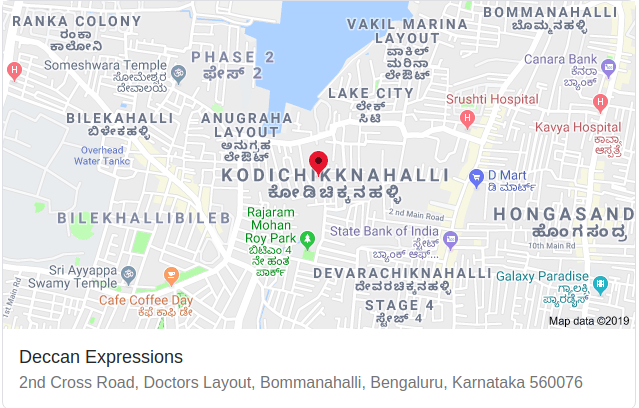 RANKA COLONY
ರಂಕಾ
ಕಾಲೋನಿ
VAKIL MARINA
LAYOUT
ವಾಕಿಲ್
ಮರಿನಾ
ಲೇಔಟ್
BOMMANAHALLI
ಬೊಮ್ಮನಹಳ್ಳಿ
Someshwara Temple
ಸೋಮೇಶ್ವರ
ದೇವಾಲಯ
PHASE 2
ಫೇಸ್ 2
Canara Bank
ಕೆನರಾ
ಬ್ಯಾಂಕ್
LAKE CITY
ಲೇಕ್
ಸಿಟಿ
Srushti Hospital
BILEKAHALLI
ಬಿಳೇಕಹಳ್ಳಿ
ANUGRAHA
LAYOUT
ಅನುಗ್ರಹ
ಲೇಔಟ್
Kavya Hospital
ಕಾವ್ಯಾ
ಆಸ್ಪತ್ರೆ
Overhead
Water Tankc
KODICHIKKNAHALLI
ಕೋಡಿಚಿಕ್ಕನಹಳ್ಳಿ
D Mart
ಡಿ ಮಾರ್ಟ್
BILEKHALLIBILEB
Rajaram
Mohan
Roy Park
ಬಿಟಿಎಂ 4
ನೇ ಹಂತ
ಪಾರ್ಕ್
2nd Main Road
HONGASAND
ಹೊಂಗಸಂದ್ರ
State Bank of India
ಸ್ಟೇಟ್
ಬ್ಯಾಂಕ್ ಆಫ್...
10th Main Rd
Sri Ayyappa
Swamy Temple
DEVARACHIKNAHALLI
ದೇವರಚಿಕ್ಕನಹಳ್ಳಿ
Galaxy Paradise
ಗ್ಯಾಲಕ್ಸಿ
ಪ್ಯಾರಡೈಸ್
1st Main Rd
Cafe Coffee Day
ಕೆಫೆ ಕಾಫಿ ಡೇ
STAGE 4
ಸ್ಟೇಜ್ 4
Map data ©2019
Deccan Expressions
2nd Cross Road, Doctors Layout, Bommanahalli, Bengaluru, Karnataka 560076